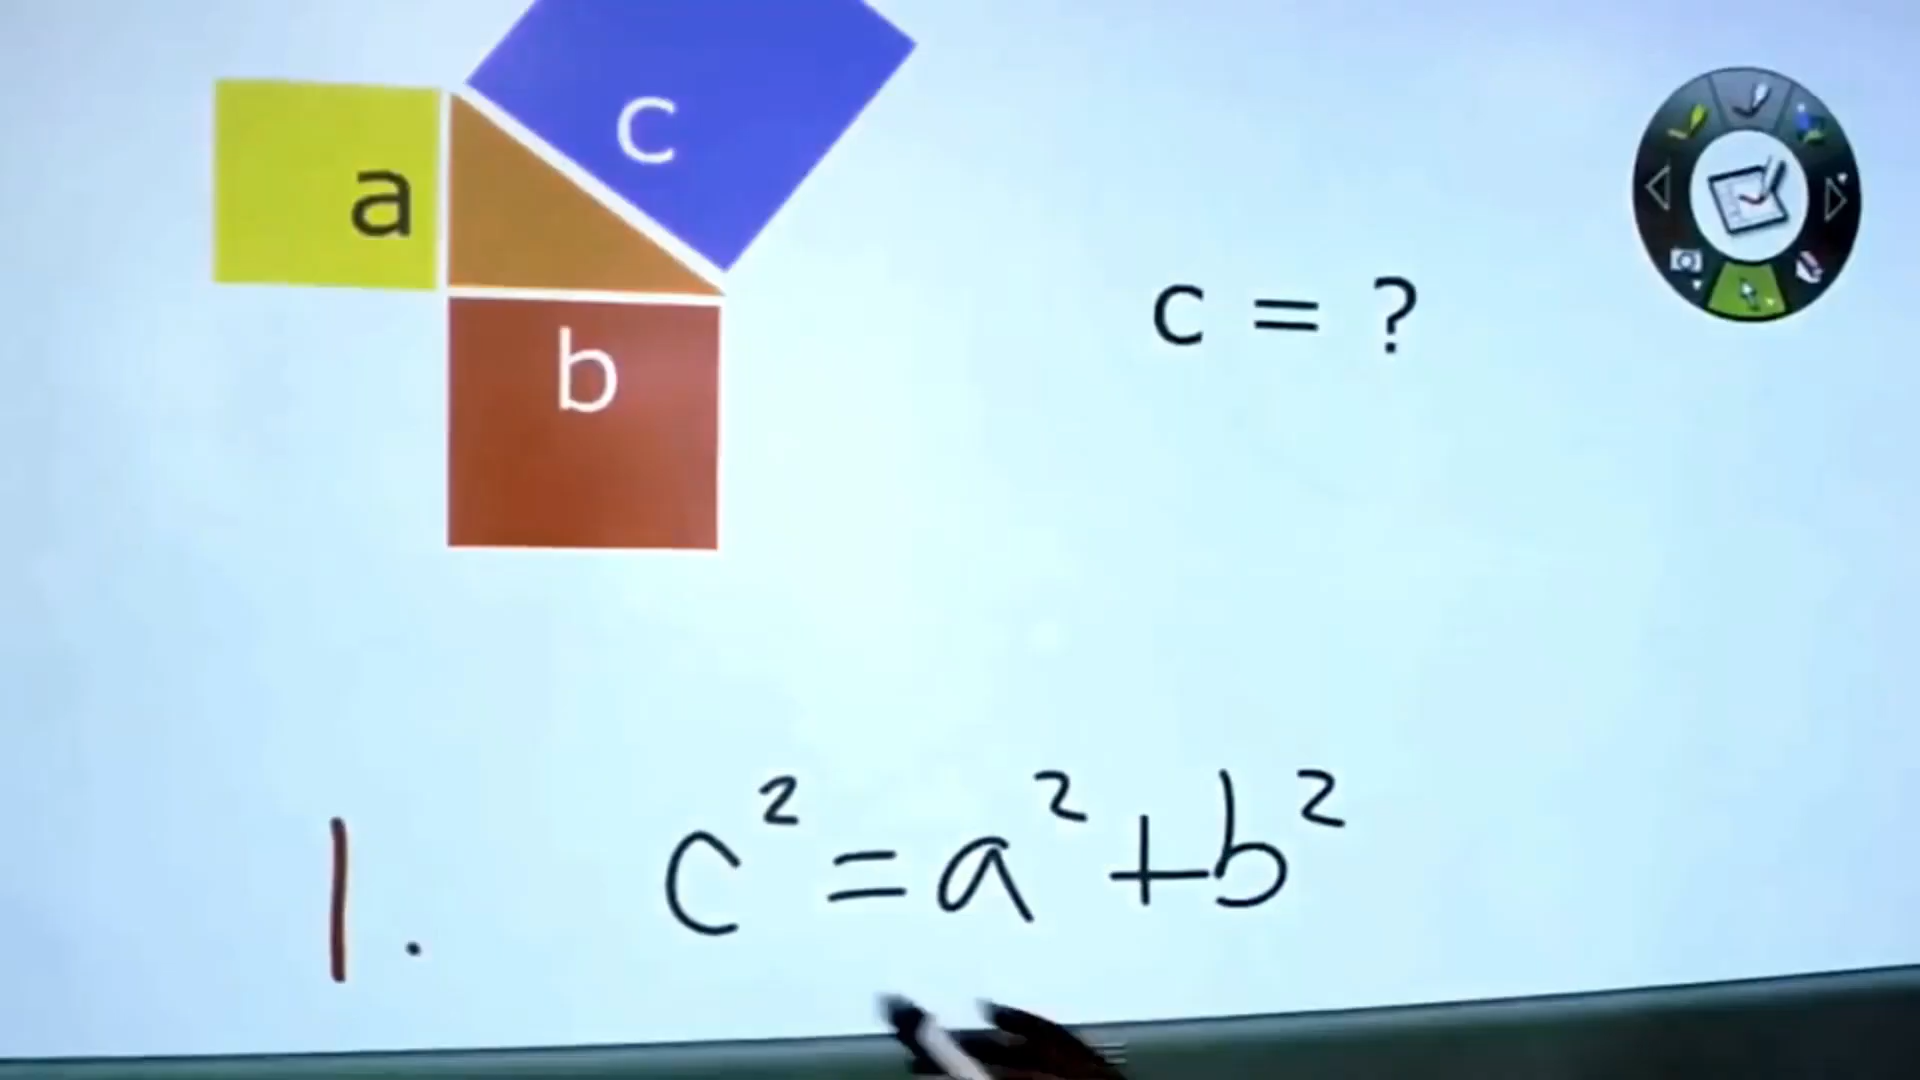 c
a
b
c = ?
1. c² = a² + b²